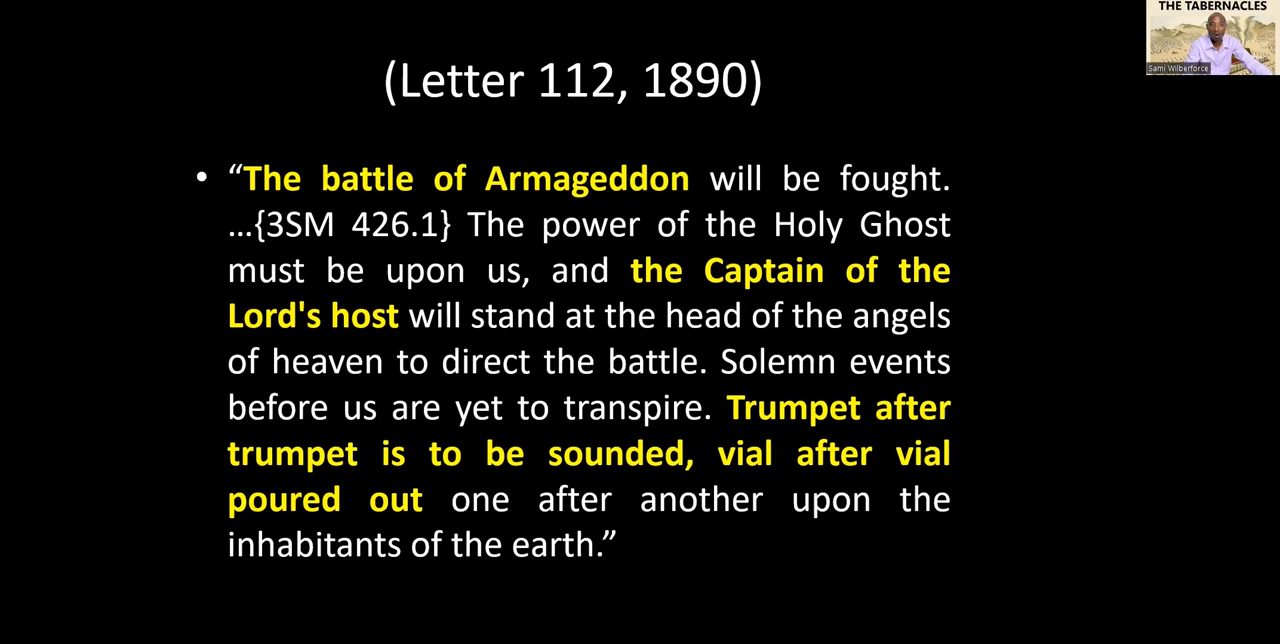 THE TABERNACLES
Sami Wilberforce
(Letter 112, 1890)
• “The battle of Armageddon will be fought.
…{3SM 426.1} The power of the Holy Ghost
must be upon us, and the Captain of the
Lord's host will stand at the head of the angels
of heaven to direct the battle. Solemn events
before us are yet to transpire. Trumpet after
trumpet is to be sounded, vial after vial
poured out one after another upon the
inhabitants of the earth.”